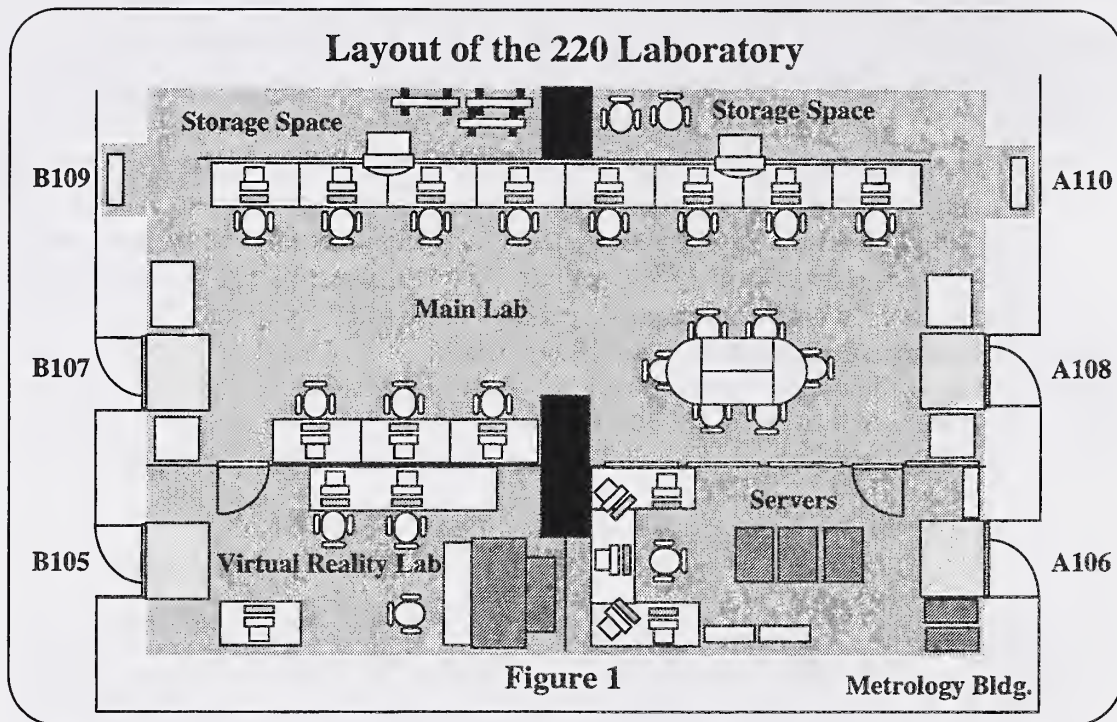 Layout of the 220 Laboratory
Storage Space
Storage Space
B109
A110
Main Lab
B107
A108
Servers
B105
Virtual Reality Lab
A106
Figure 1
Metrology Bldg.